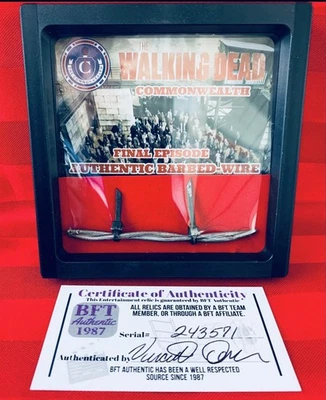 WALKING DEAD
COMMONWEALTH
FINAL EPISODE
AUTHENTIC BARBED-WIRE
Certificate of Authenticity
This Entertainment relic is guaranteed by BFT Authentic
BFT
Authentic
1987
ALL RELICS ARE OBTAINED BY A BFT TEAM
MEMBER, OR THROUGH A BFT AFFILIATE.
Serial# 243571
Authenticated by
BFT AUTHENTIC HAS BEEN A WELL RESPECTED
SOURCE SINCE 1987